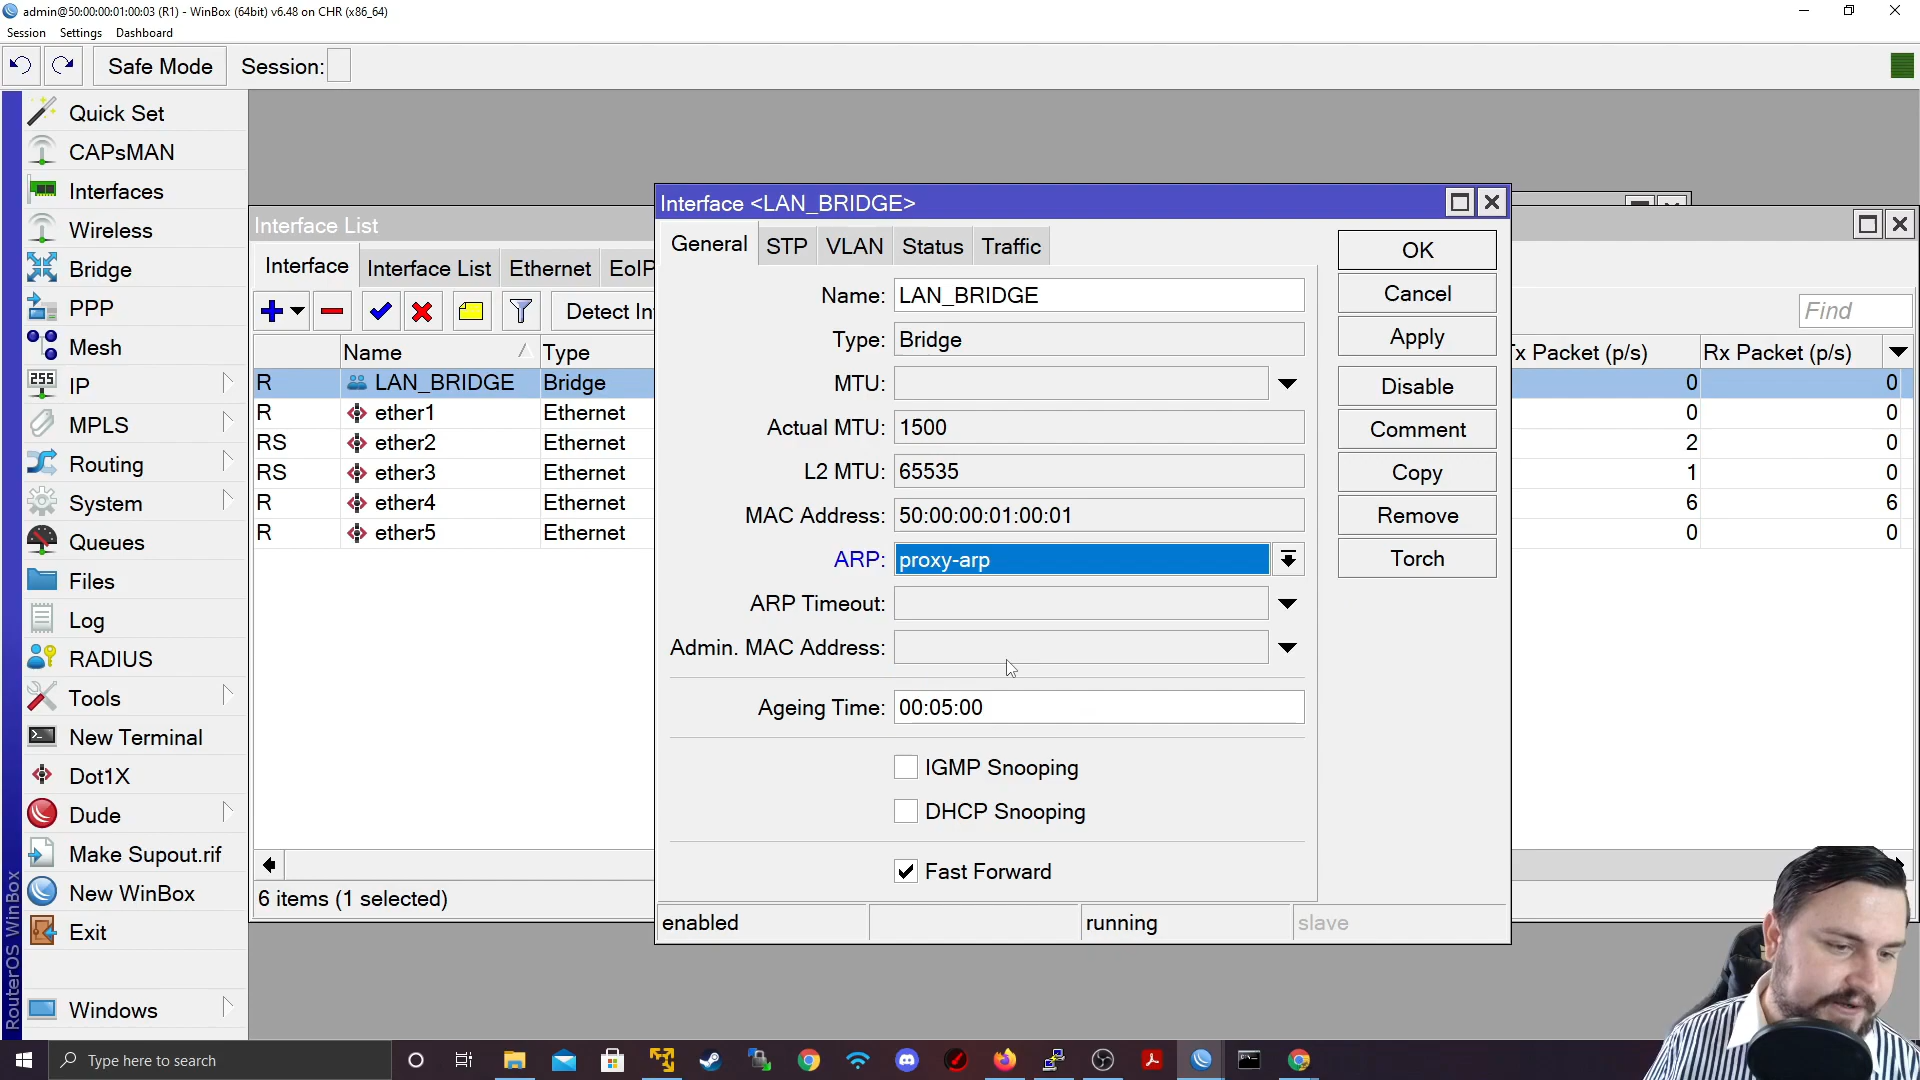 admin@50:00:00:01:00:03 (R1) - WinBox (64bit) v6.48 on CHR (x86_64)
Session Settings Dashboard
Safe Mode Session:
Quick Set
CAPsMAN
Interfaces
Wireless
Bridge
PPP
Mesh
255 IP
MPLS
Routing
System
Queues
Files
Log
RADIUS
Tools
New Terminal
Dot1X
Dude
Make Supout.rif
New WinBox
Exit
Windows
RouterOS WinBox
Interface List
Interface Interface List Ethernet EoIP
Detect In
Find
Name Type
Tx Packet (p/s) Rx Packet (p/s)
R LAN_BRIDGE Bridge 0 0
R ether1 Ethernet 0 0
RS ether2 Ethernet 2 0
RS ether3 Ethernet 1 0
R ether4 Ethernet 6 6
R ether5 Ethernet 0 0
6 items (1 selected)
Interface <LAN_BRIDGE>
General STP VLAN Status Traffic
Name: LAN_BRIDGE
Type: Bridge
MTU:
Actual MTU: 1500
L2 MTU: 65535
MAC Address: 50:00:00:01:00:01
ARP: proxy-arp
ARP Timeout:
Admin. MAC Address:
Ageing Time: 00:05:00
IGMP Snooping
DHCP Snooping
Fast Forward
enabled running slave
OK
Cancel
Apply
Disable
Comment
Copy
Remove
Torch
Type here to search